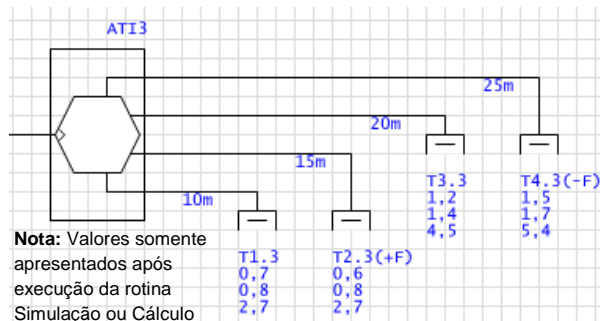 ATI3
25m
20m
15m
10m
T3.3
1,2
1,4
4,5
T4.3(-F)
1,5
1,7
5,4
T1.3
0,7
0,8
2,7
T2.3(+F)
0,6
0,8
2,7
Nota: Valores somente
apresentados após
execução da rotina
Simulação ou Cálculo